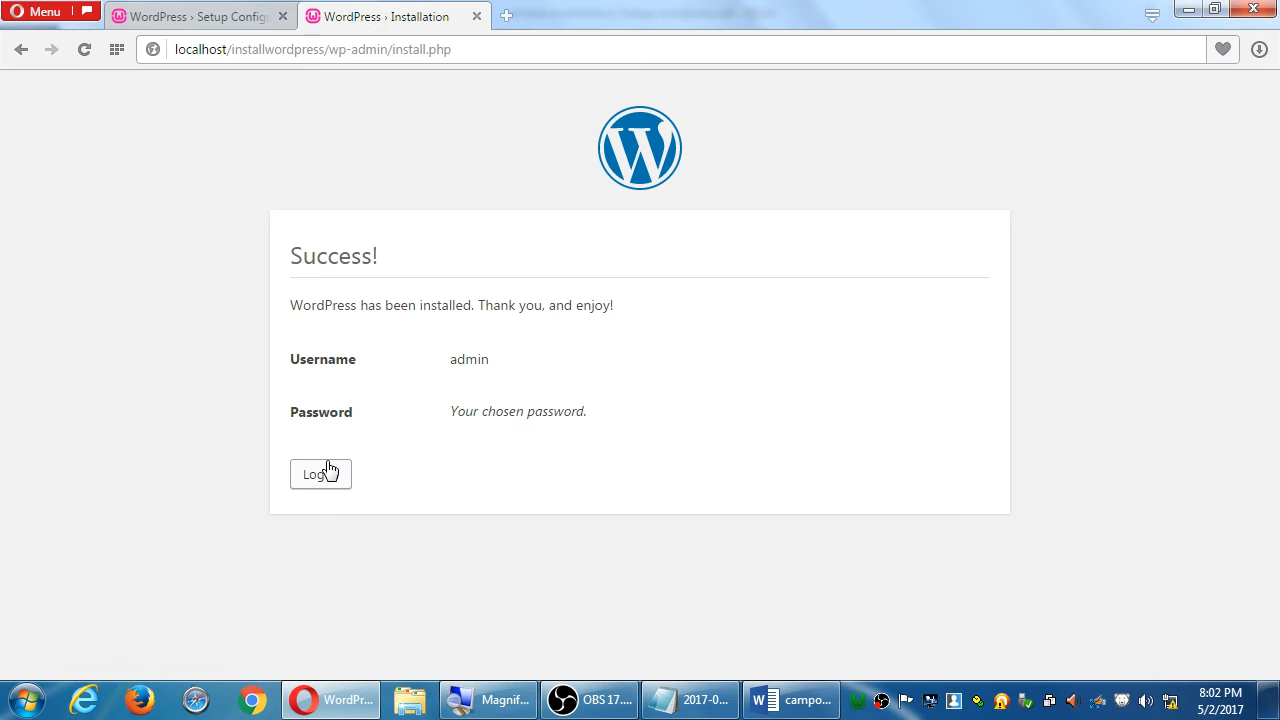 Menu
WordPress › Setup Configu
WordPress › Installation
localhost/installwordpress/wp-admin/install.php
Success!
WordPress has been installed. Thank you, and enjoy!
Username admin
Password Your chosen password.
Log
WordPr...
Magnif...
OBS 17....
2017-0...
campo...
8:02 PM
5/2/2017